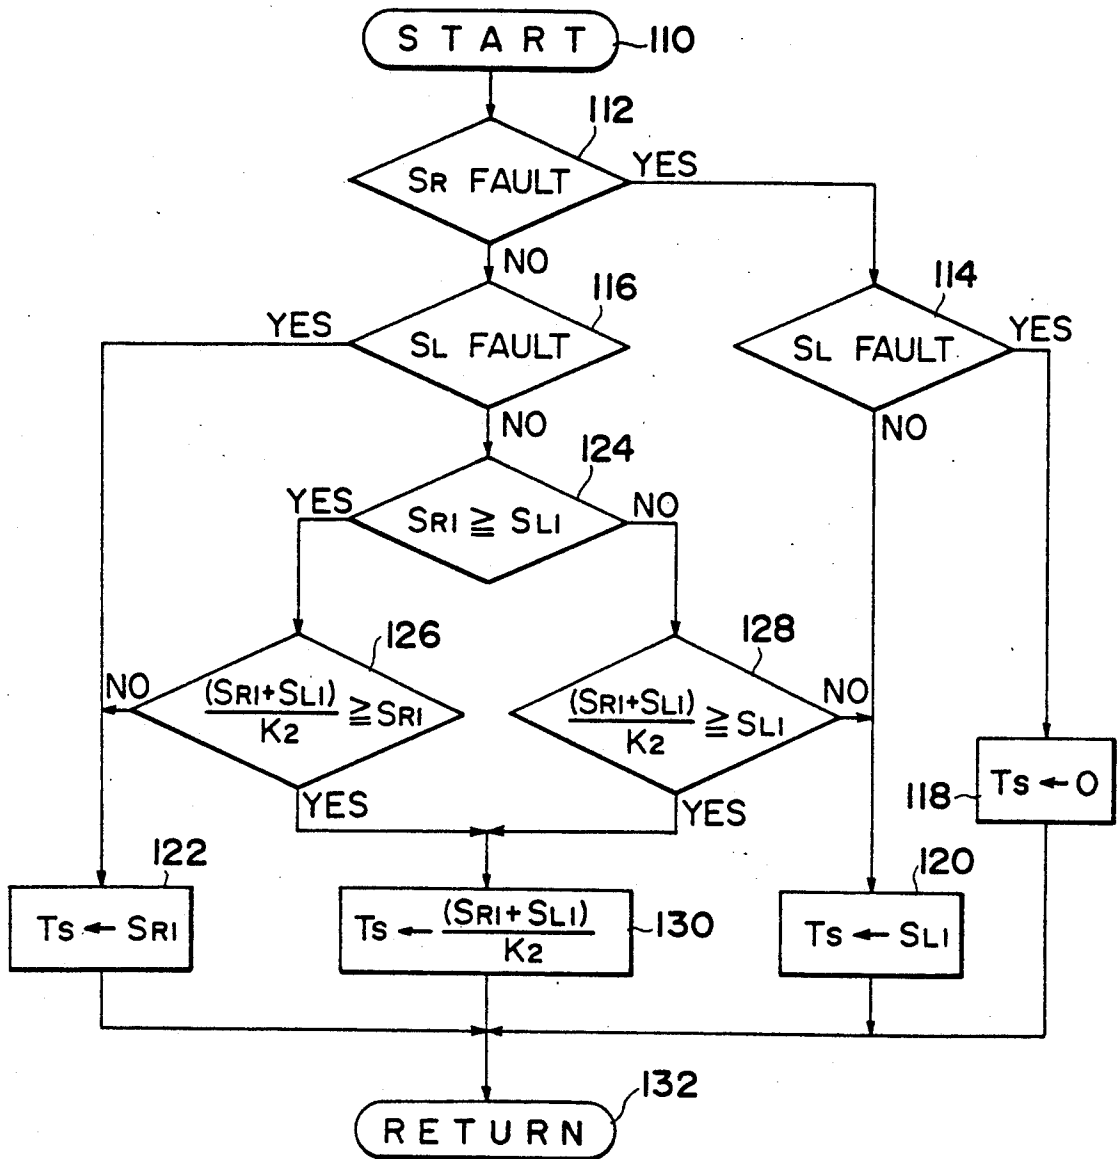 START
110
112
SR FAULT
YES
NO
116
114
YES
SL FAULT
SL FAULT
YES
NO
NO
124
YES
SR1 ≧ SL1
NO
126
128
NO
(SR1+SL1)
K2
≧SR1
(SR1+SL1)
K2
≧SL1
NO
YES
YES
118
Ts ← 0
122
Ts ← SR1
Ts ← (SR1+SL1)
K2
130
120
Ts ← SL1
132
RETURN